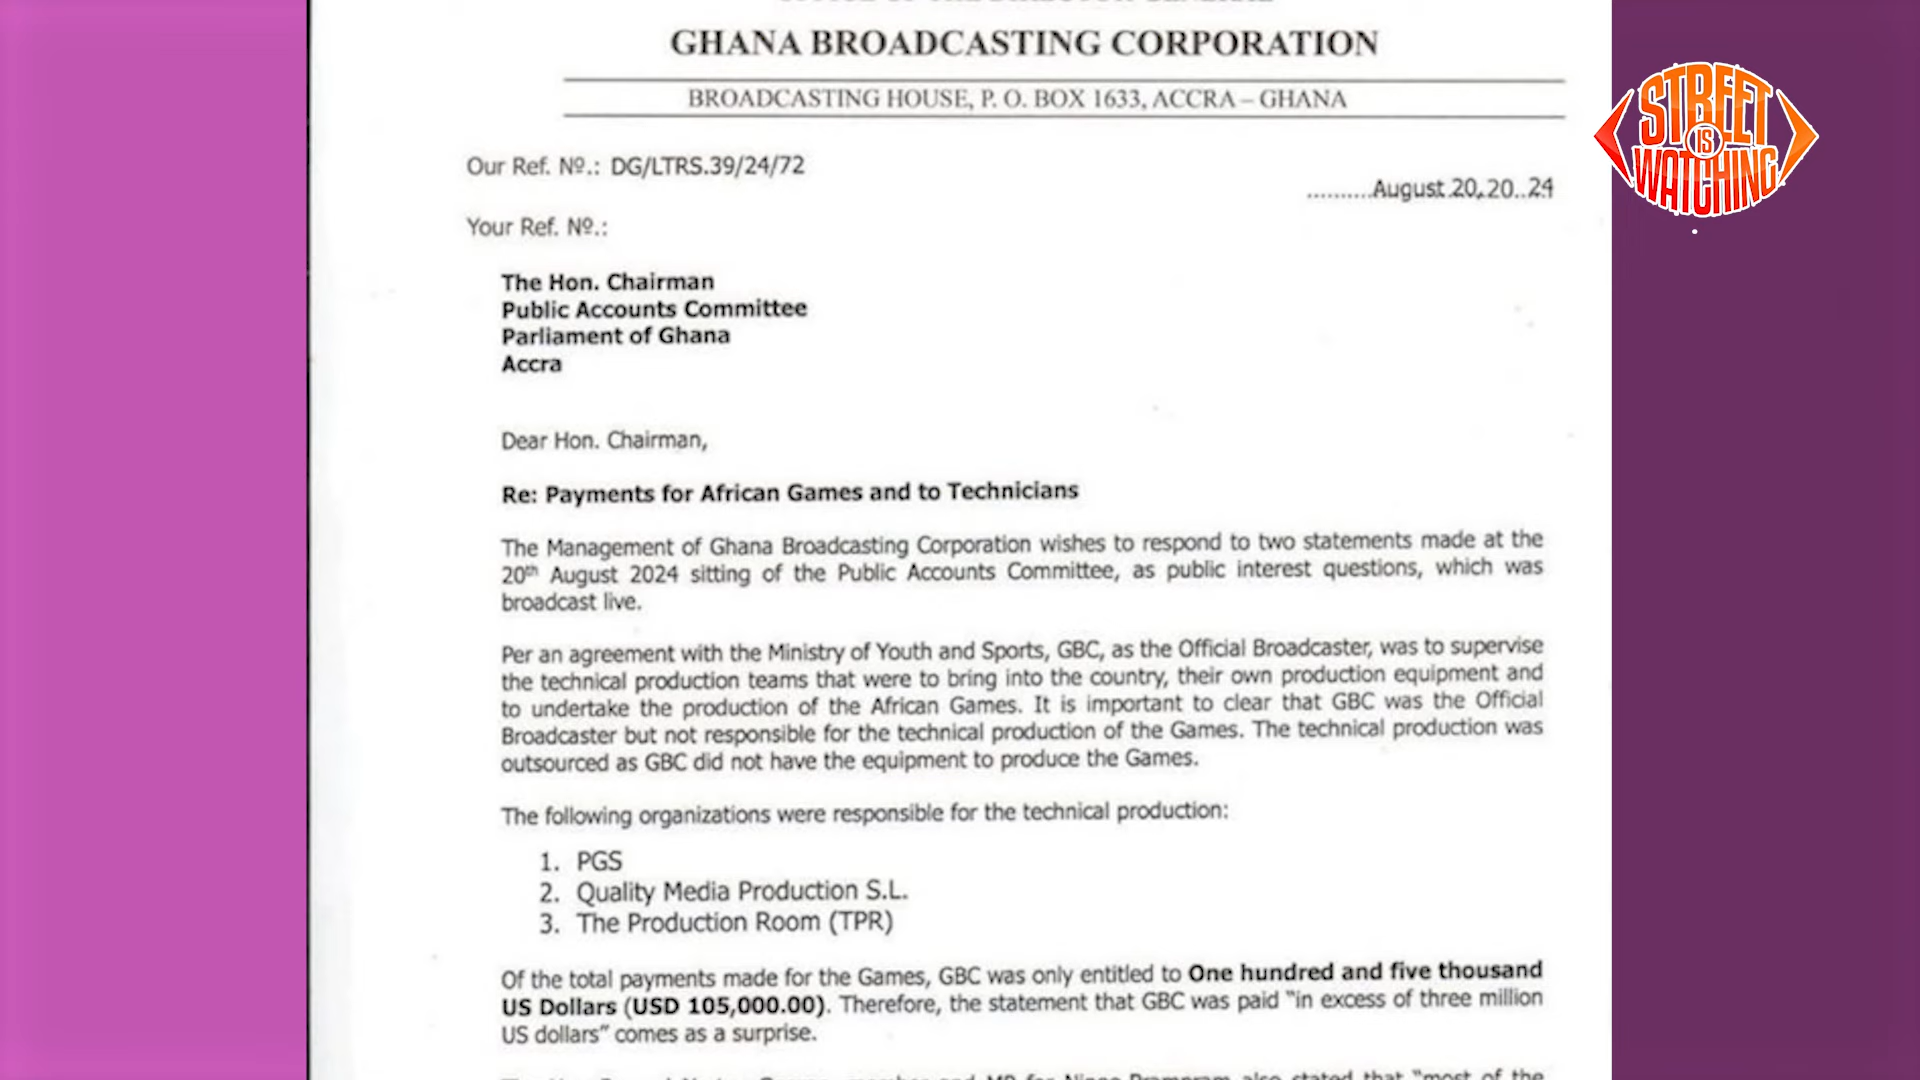 GHANA BROADCASTING CORPORATION
BROADCASTING HOUSE, P. O. BOX 1633, ACCRA – GHANA
STREET
IS
WATCHING
Our Ref. Nº.: DG/LTRS.39/24/72
..........August 20, 20..24
Your Ref. Nº.:
The Hon. Chairman
Public Accounts Committee
Parliament of Ghana
Accra
Dear Hon. Chairman,
Re: Payments for African Games and to Technicians
The Management of Ghana Broadcasting Corporation wishes to respond to two statements made at the
20th August 2024 sitting of the Public Accounts Committee, as public interest questions, which was
broadcast live.
Per an agreement with the Ministry of Youth and Sports, GBC, as the Official Broadcaster, was to supervise
the technical production teams that were to bring into the country, their own production equipment and
to undertake the production of the African Games. It is important to clear that GBC was the Official
Broadcaster but not responsible for the technical production of the Games. The technical production was
outsourced as GBC did not have the equipment to produce the Games.
The following organizations were responsible for the technical production:
1. PGS
2. Quality Media Production S.L.
3. The Production Room (TPR)
Of the total payments made for the Games, GBC was only entitled to One hundred and five thousand
US Dollars (USD 105,000.00). Therefore, the statement that GBC was paid "in excess of three million
US dollars" comes as a surprise.